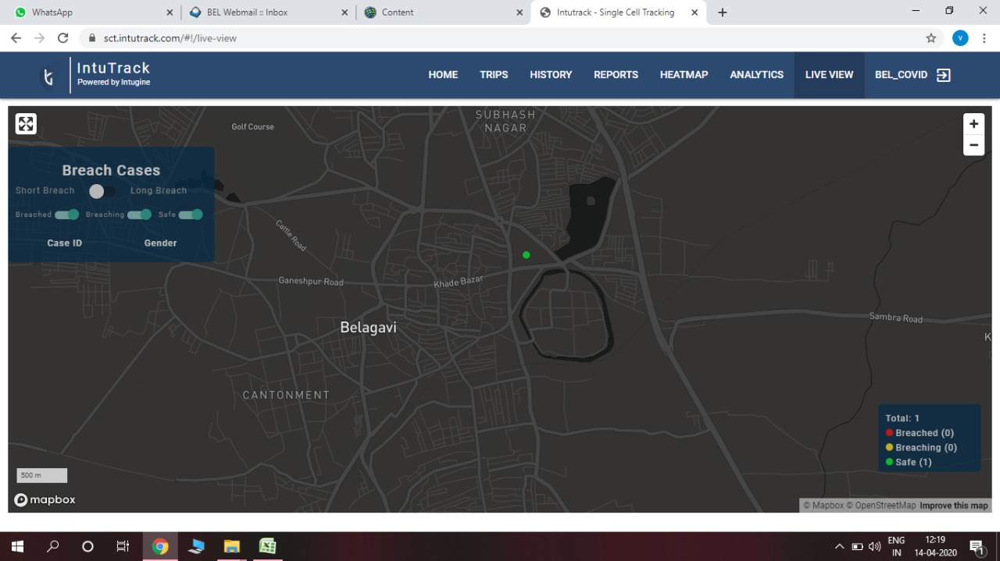 WhatsApp
BEL Webmail :: Inbox
Content
Intutrack - Single Cell Tracking
sct.intutrack.com/#!/live-view
V
IntuTrack
Powered by Intugine
HOME
TRIPS
HISTORY
REPORTS
HEATMAP
ANALYTICS
LIVE VIEW
BEL_COVID
SUBHASH
NAGAR
Golf Course
Breach Cases
Short Breach
Long Breach
Breached
Breaching
Safe
Case ID
Gender
Cattle Road
Ganeshpur Road
Khade Bazar
Belagavi
Sambra Road
K
CANTONMENT
Total: 1
Breached (0)
Breaching (0)
Safe (1)
500 m
mapbox
© Mapbox © OpenStreetMap Improve this map
ENG
IN
12:19
14-04-2020
1